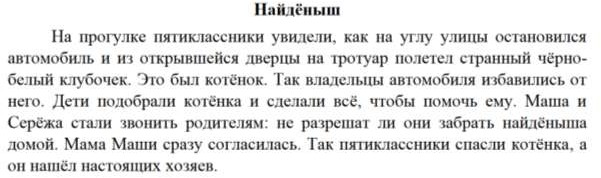 Найдёныш
На прогулке пятиклассники увидели, как на углу улицы остановился
автомобиль и из открывшейся дверцы на тротуар полетел странный чёрно-
белый клубочек. Это был котёнок. Так владельцы автомобиля избавились от
него. Дети подобрали котёнка и сделали всё, чтобы помочь ему. Маша и
Серёжа стали звонить родителям: не разрешат ли они забрать найдёныша
домой. Мама Маши сразу согласилась. Так пятиклассники спасли котёнка, а
он нашёл настоящих хозяев.